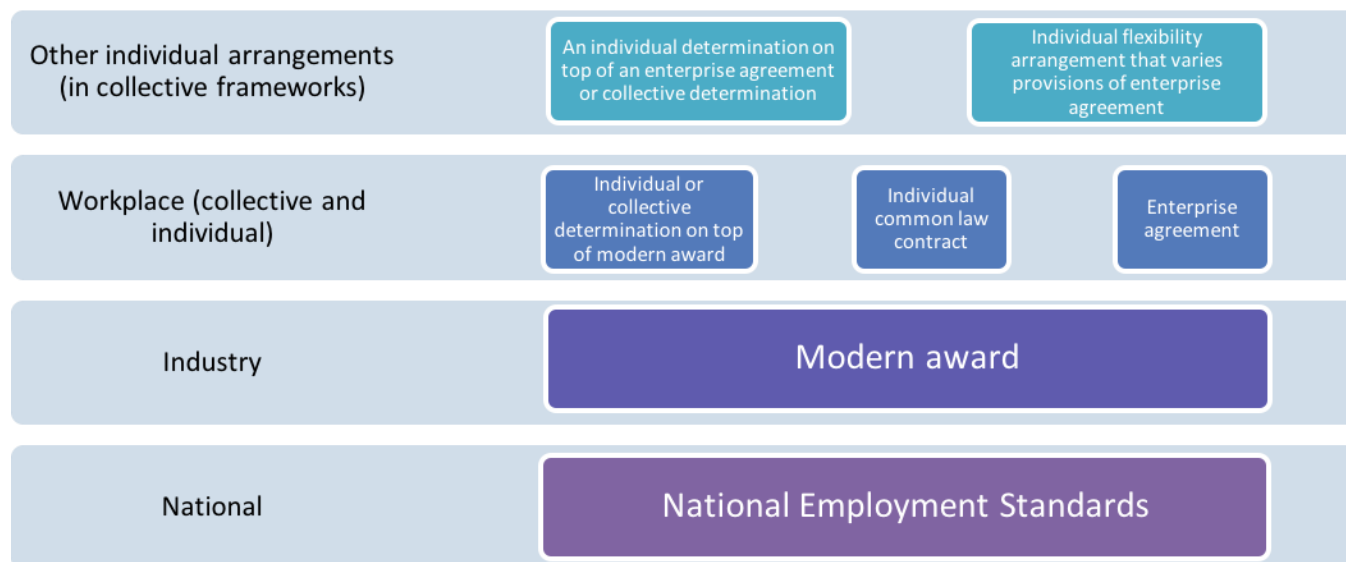 Other individual arrangements
(in collective frameworks)
An individual determination on
top of an enterprise agreement
or collective determination
Individual flexibility
arrangement that varies
provisions of enterprise
agreement
Workplace (collective and
individual)
Individual or
collective
determination on top
of modern award
Individual
common law
contract
Enterprise
agreement
Industry
Modern award
National
National Employment Standards